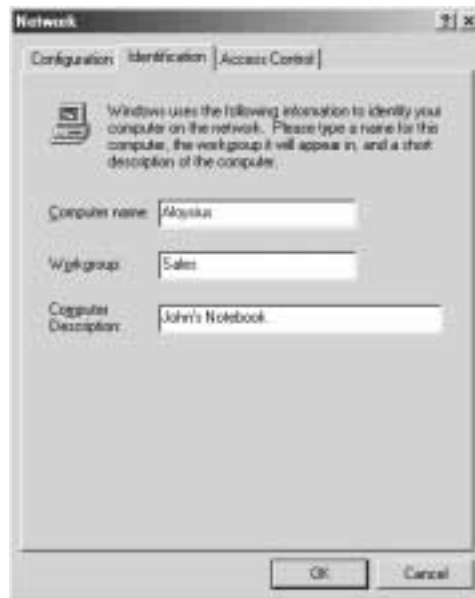 Network ? ×
Configuration Identification Access Control
Windows uses the following information to identify your
computer on the network. Please type a name for this
computer, the workgroup it will appear in, and a short
description of the computer.
Computer name: Aloysius
Workgroup: Sales
Computer
Description: John's Notebook
OK Cancel